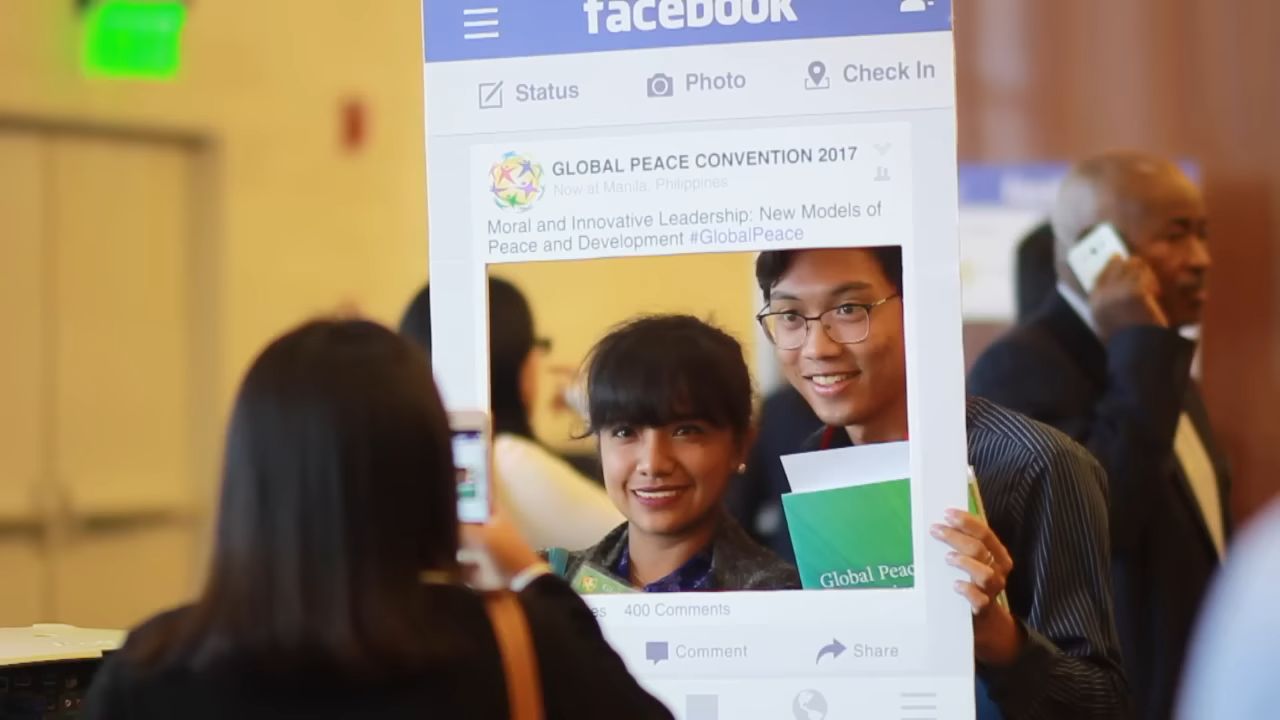 facebook
Status Photo Check In
GLOBAL PEACE CONVENTION 2017
Now at Manila, Philippines
Moral and Innovative Leadership: New Models of
Peace and Development #GlobalPeace
Global Peac
400 Comments
Comment Share